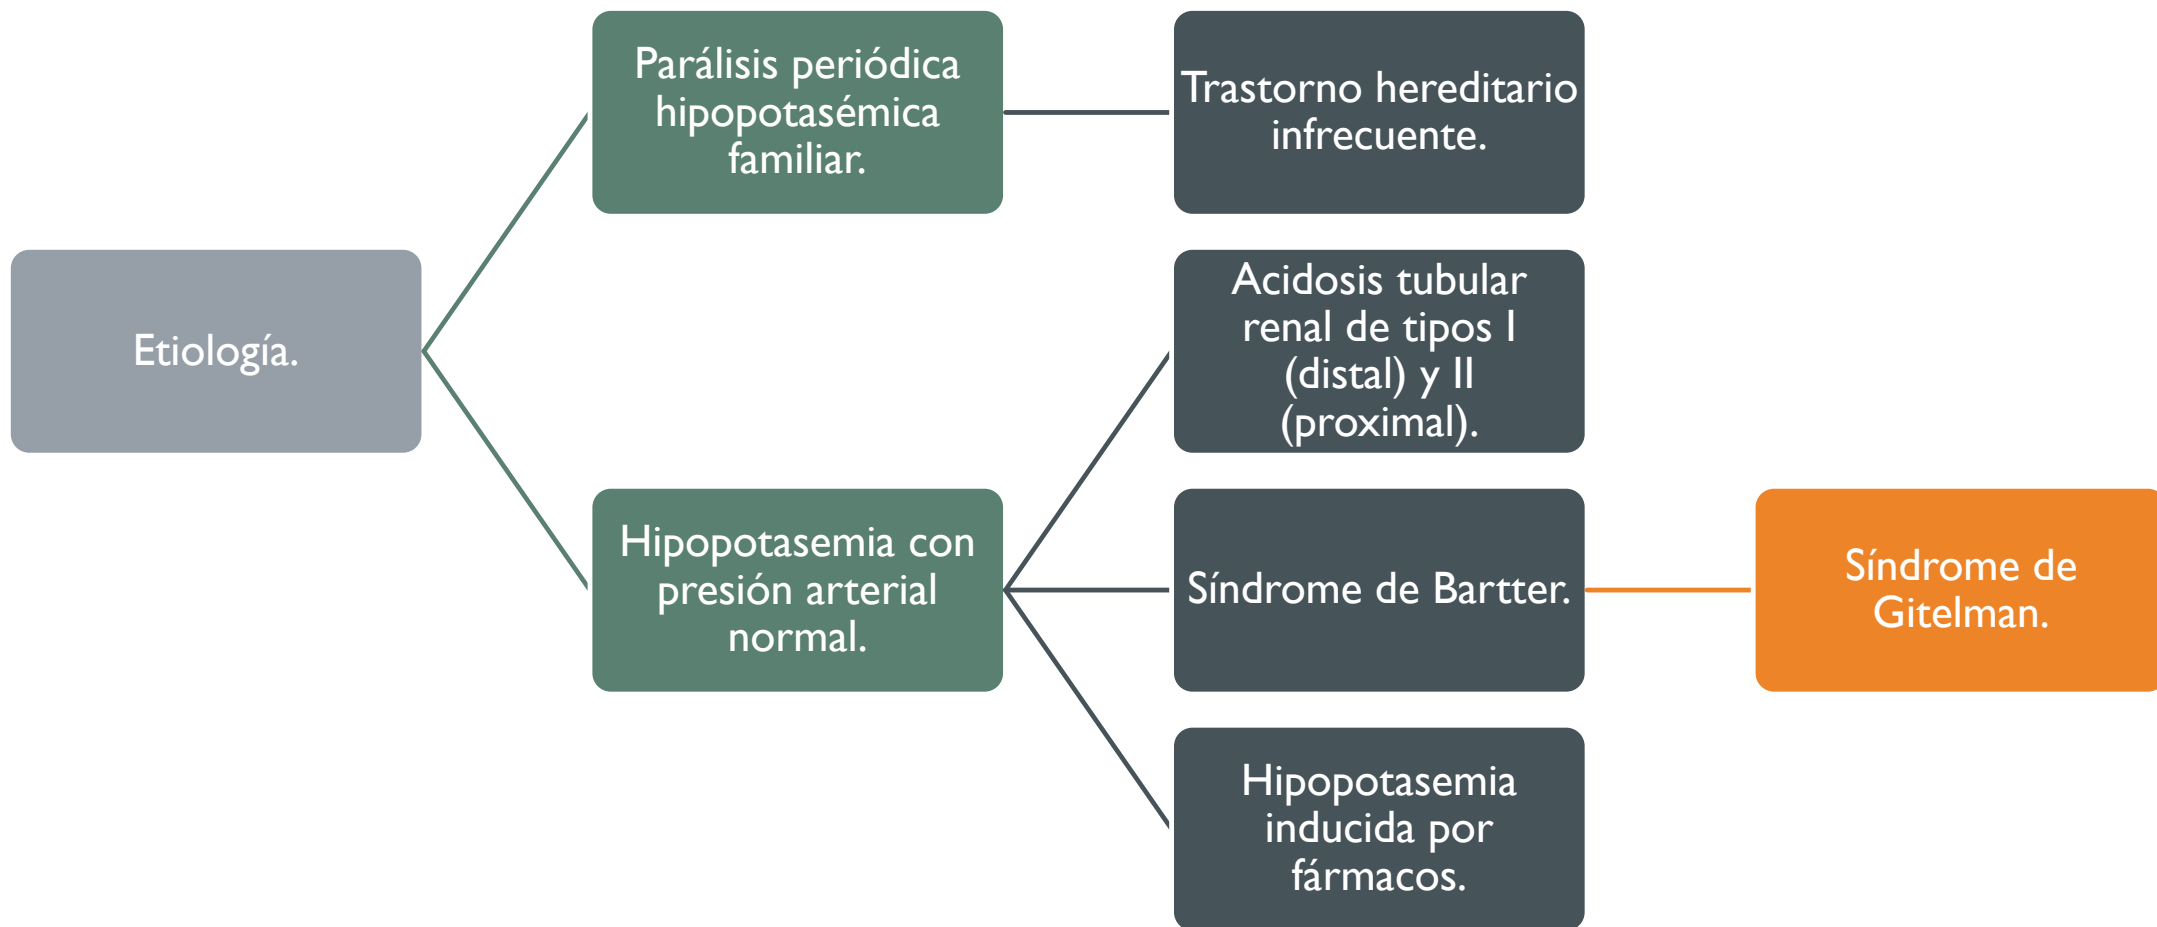 Etiología.
Parálisis periódica
hipopotasémica
familiar.
Trastorno hereditario
infrecuente.
Hipopotasemia con
presión arterial
normal.
Acidosis tubular
renal de tipos I
(distal) y II
(proximal).
Síndrome de Bartter.
Síndrome de
Gitelman.
Hipopotasemia
inducida por
fármacos.